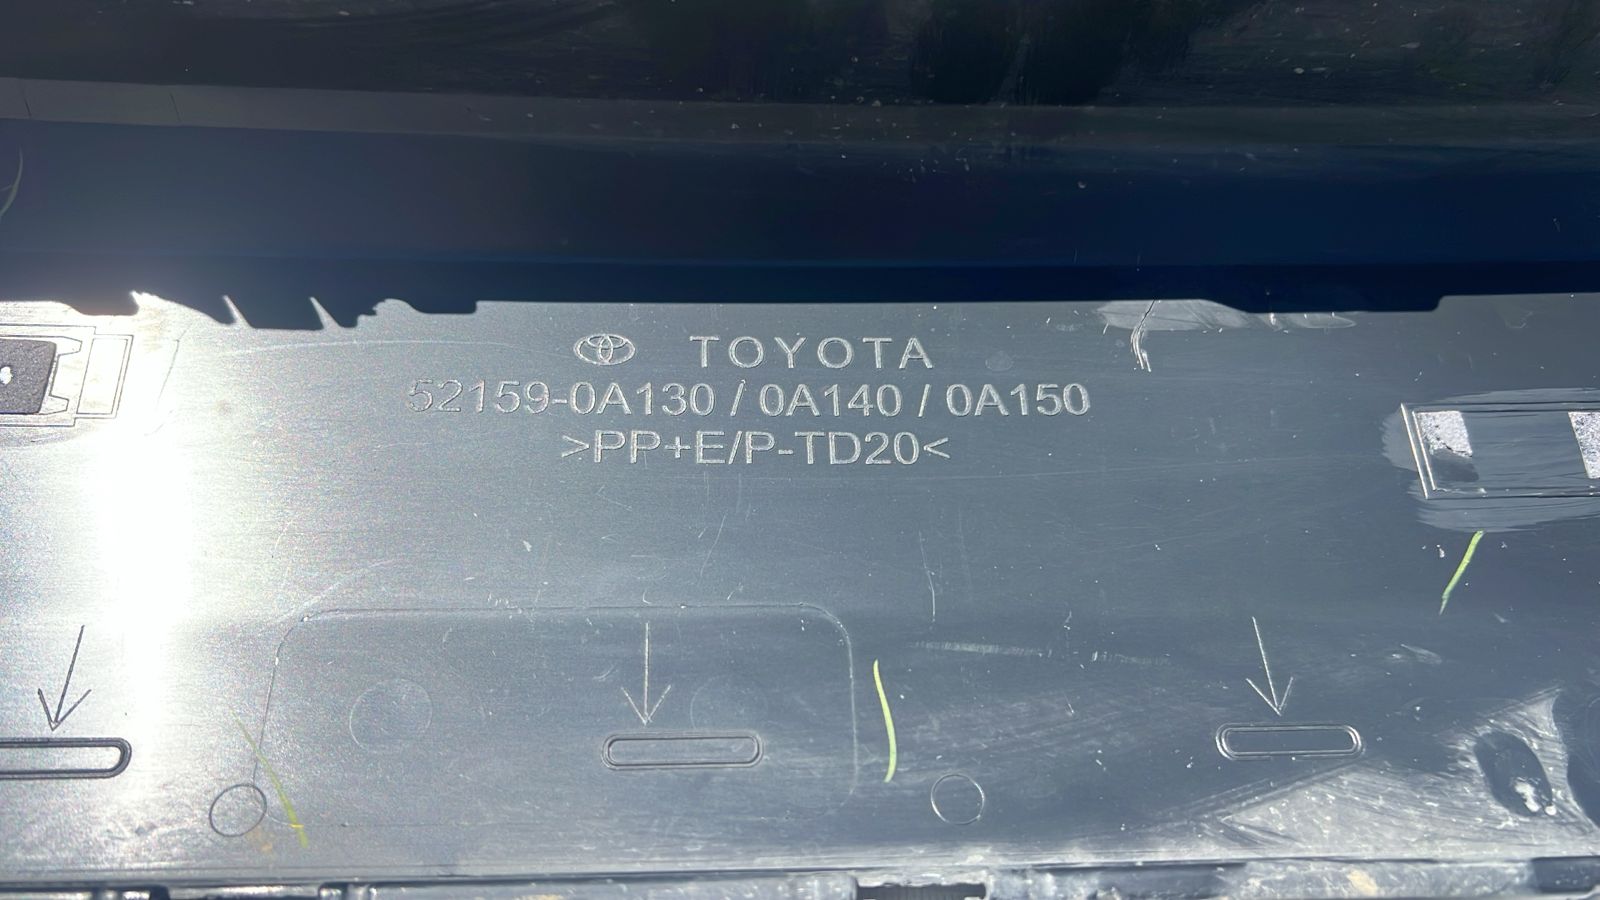 TOYOTA
52159-0A130 / 0A140 / 0A150
>PP+E/P-TD20<